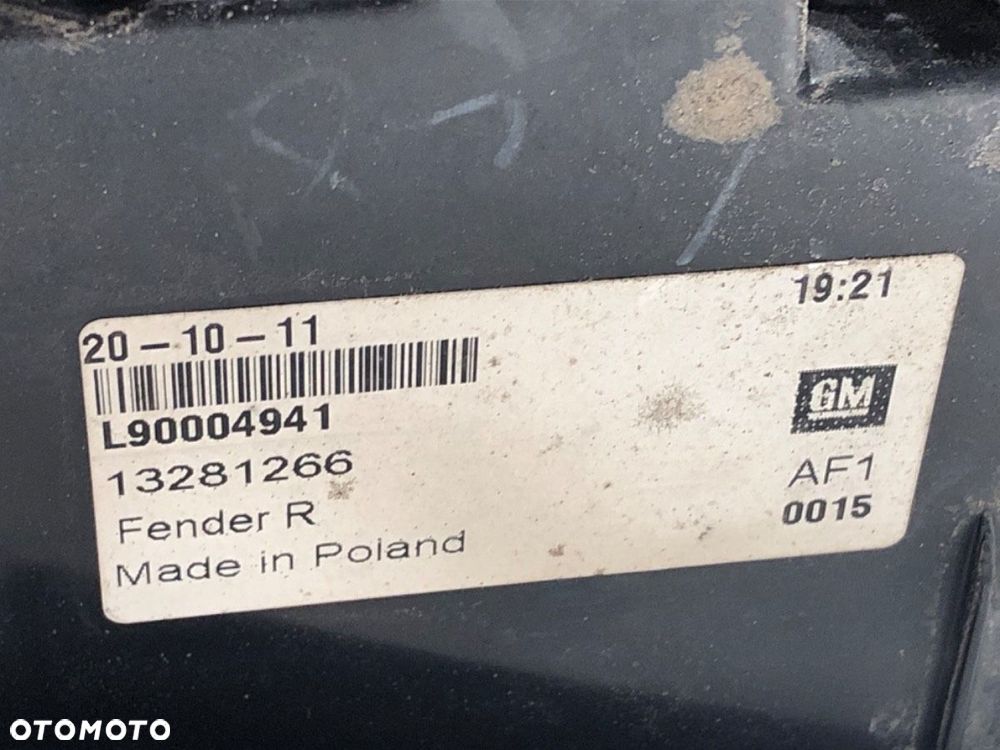 20-10-11 19:21
L90004941
GM
13281266 AF1
Fender R 0015
Made in Poland
OTOMOTO